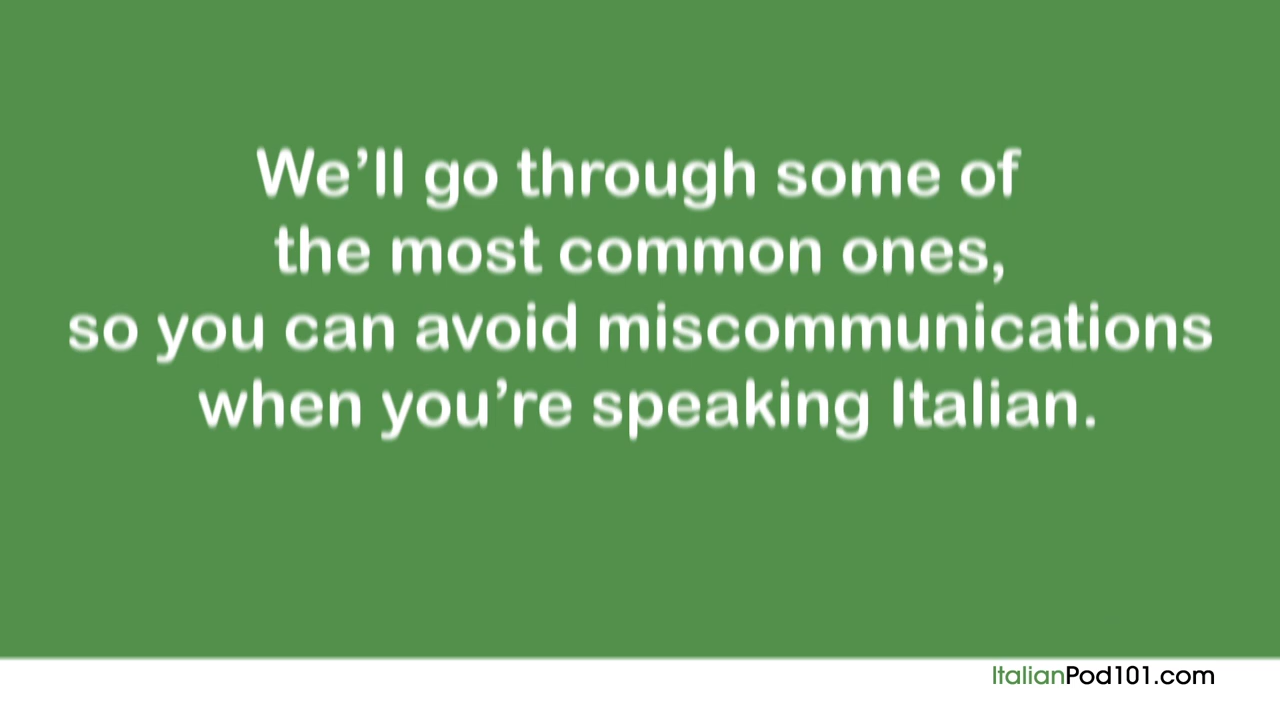 We’ll go through some of
the most common ones,
so you can avoid miscommunications
when you’re speaking Italian.
ItalianPod101.com